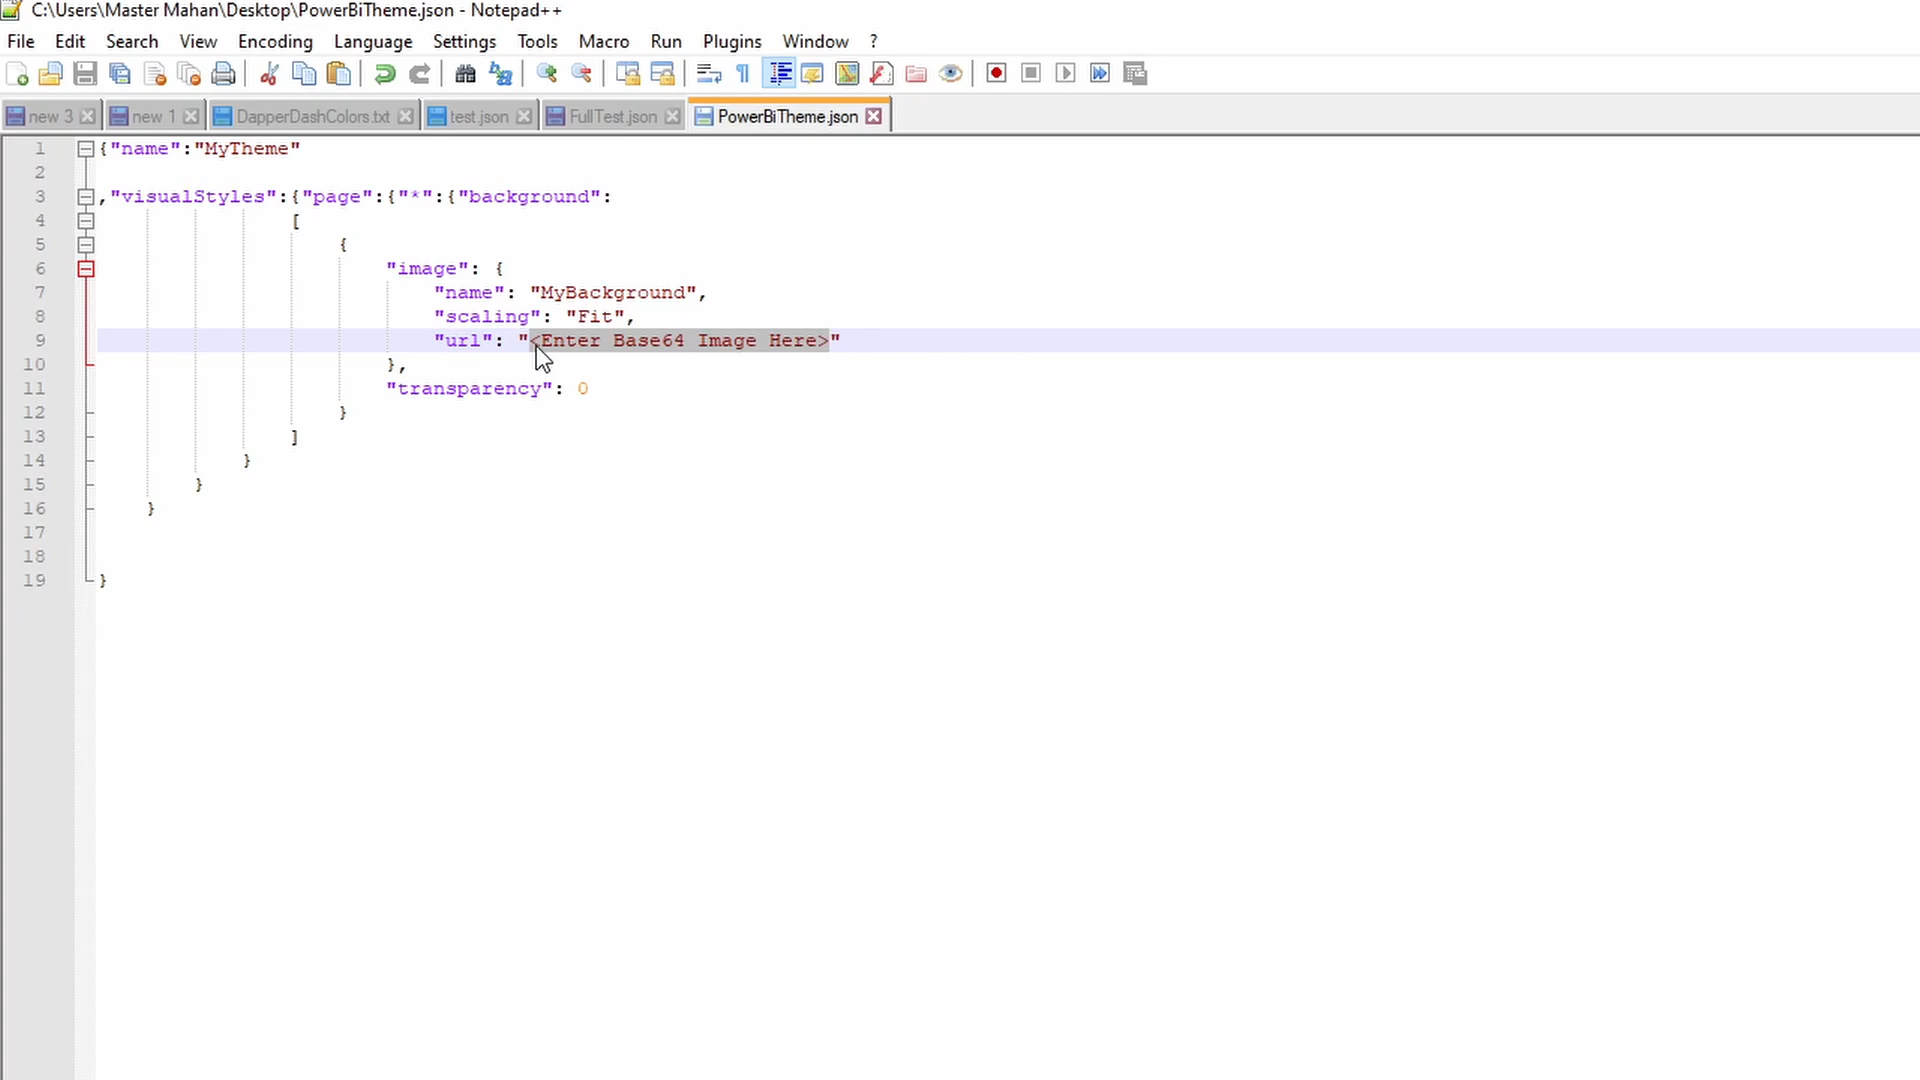 C:\Users\Master Mahan\Desktop\PowerBiTheme.json - Notepad++
File Edit Search View Encoding Language Settings Tools Macro Run Plugins Window ?
new 3 new 1 DapperDashColors.txt test.json FullTest.json PowerBiTheme.json
1 {"name":"MyTheme"
2
3 ,"visualStyles":{"page":{"*":{"background":
4 [
5 {
6 "image": {
7 "name": "MyBackground",
8 "scaling": "Fit",
9 "url": "<Enter Base64 Image Here>"
10 },
11 "transparency": 0
12 }
13 ]
14 }
15 }
16 }
17
18
19 }